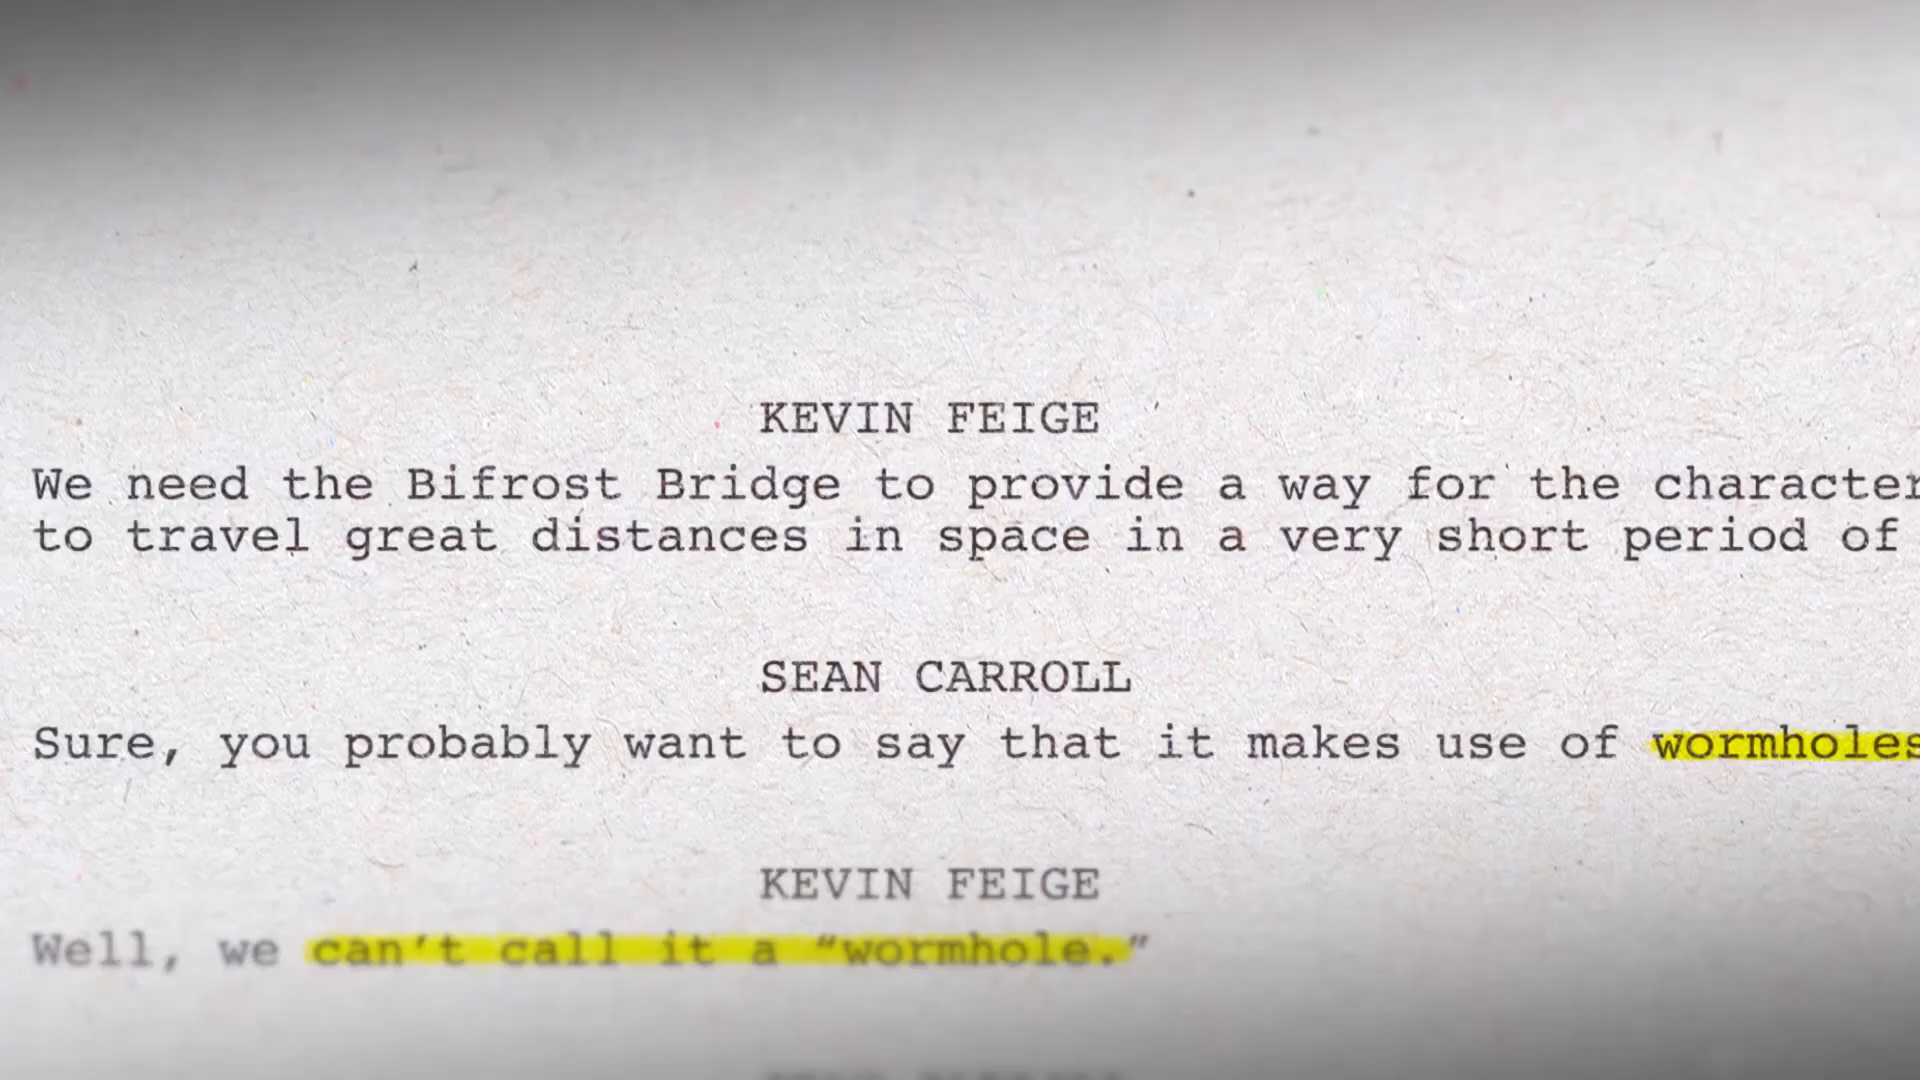 KEVIN FEIGE
We need the Bifrost Bridge to provide a way for the character
to travel great distances in space in a very short period of
SEAN CARROLL
Sure, you probably want to say that it makes use of wormholes
KEVIN FEIGE
Well, we can't call it a “wormhole.”